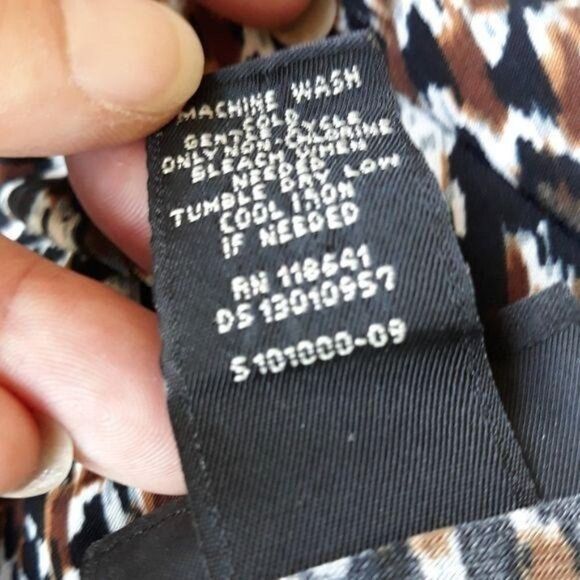 MACHINE WASH
COLD
GENTLE CYCLE
ONLY NON-CHLORINE
BLEACH WHEN
NEEDED
TUMBLE DRY LOW
COOL IRON
IF NEEDED
RN 118641
DS 13010957
S101000-09